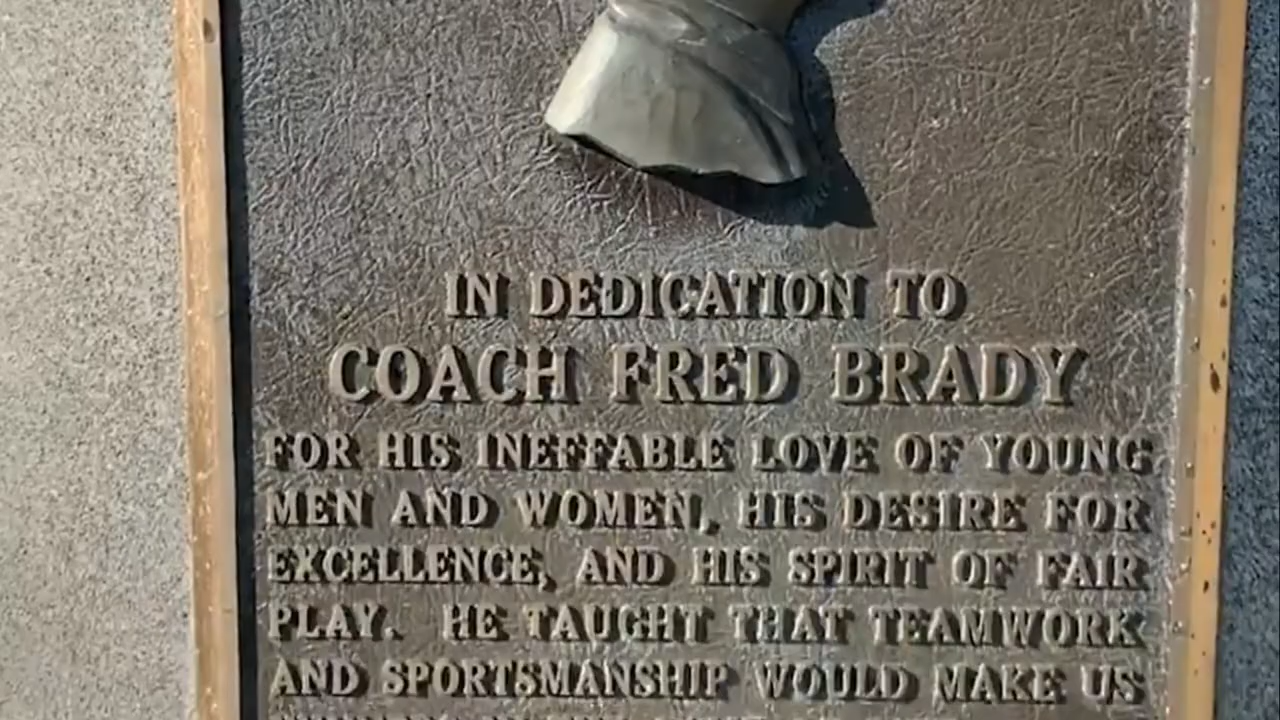 IN DEDICATION TO
COACH FRED BRADY
FOR HIS INEFFABLE LOVE OF YOUNG
MEN AND WOMEN, HIS DESIRE FOR
EXCELLENCE, AND HIS SPIRIT OF FAIR
PLAY. HE TAUGHT THAT TEAMWORK
AND SPORTSMANSHIP WOULD MAKE US